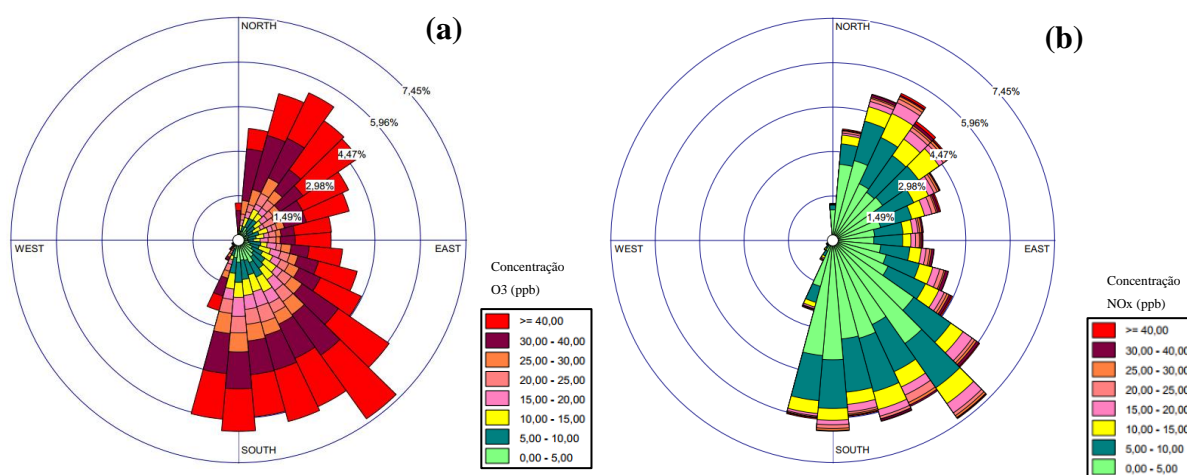 (a)
NORTH
7,45%
5,96%
4,47%
2,98%
1,49%
WEST
EAST
SOUTH
Concentração
O3 (ppb)
>= 40,00
30,00 - 40,00
25,00 - 30,00
20,00 - 25,00
15,00 - 20,00
10,00 - 15,00
5,00 - 10,00
0,00 - 5,00
(b)
NORTH
7,45%
5,96%
4,47%
2,98%
1,49%
WEST
EAST
SOUTH
Concentração
NOx (ppb)
>= 40,00
30,00 - 40,00
25,00 - 30,00
20,00 - 25,00
15,00 - 20,00
10,00 - 15,00
5,00 - 10,00
0,00 - 5,00